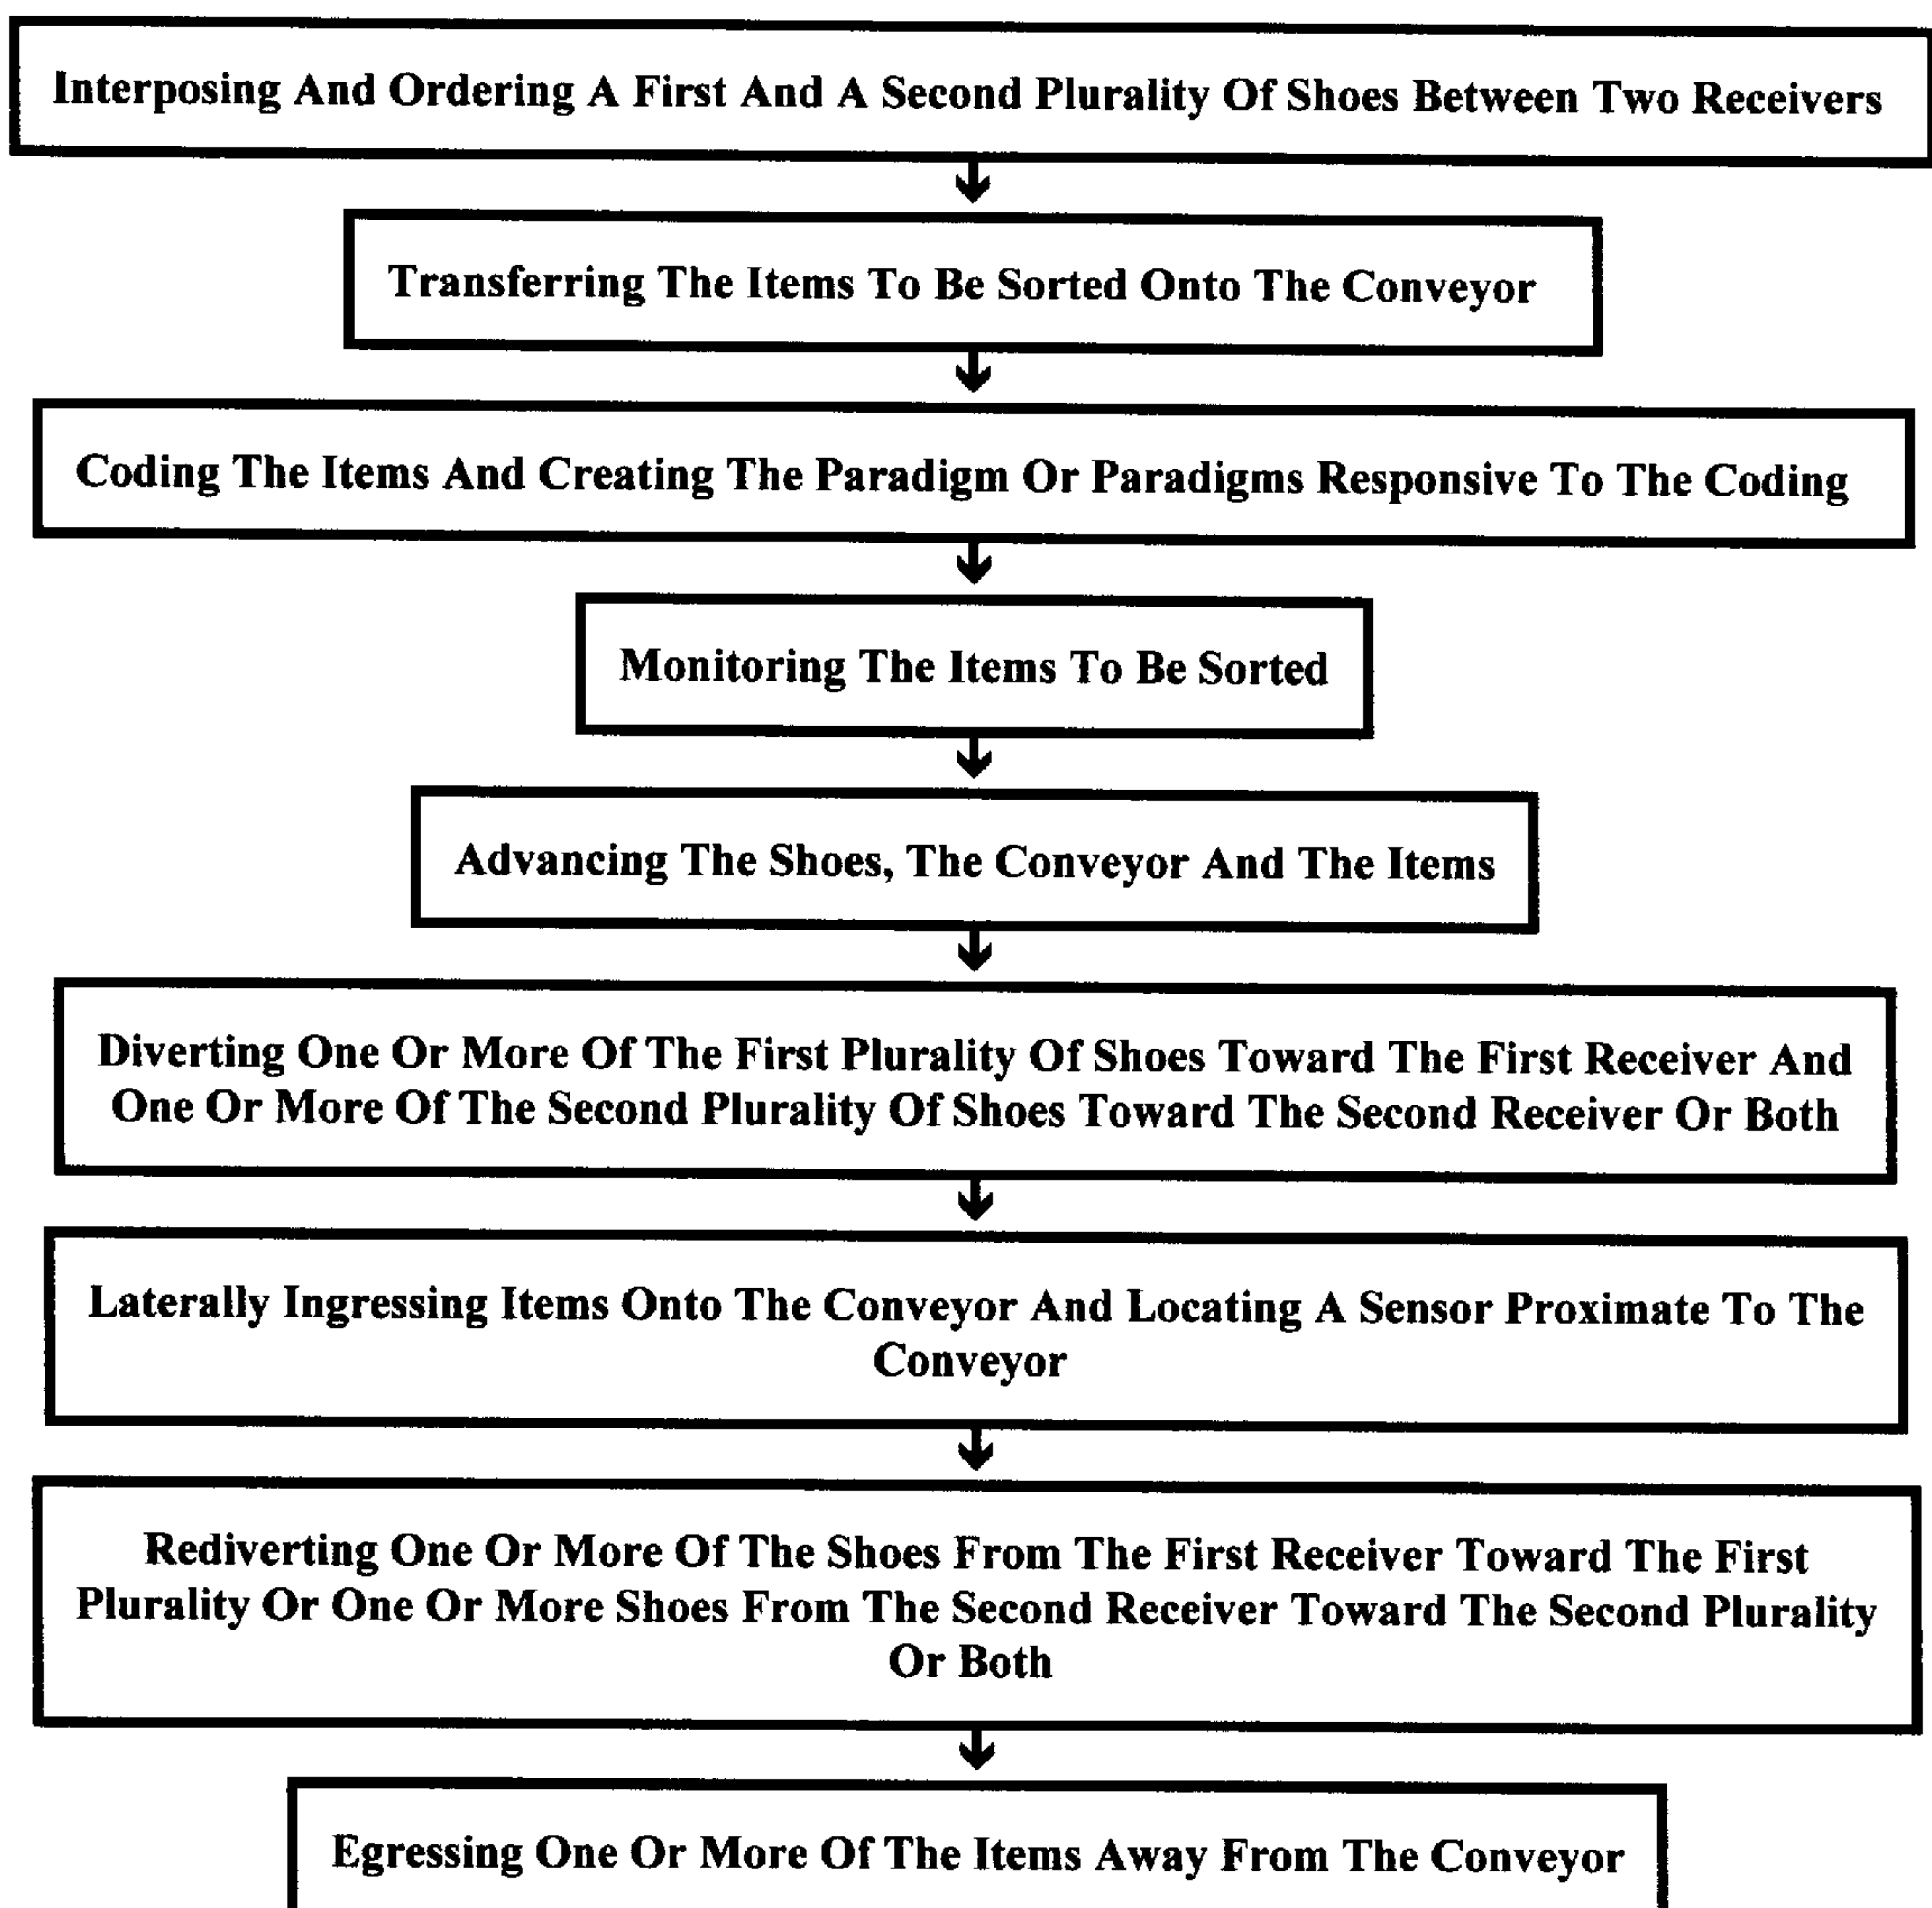 Interposing And Ordering A First And A Second Plurality Of Shoes Between Two Receivers
Transferring The Items To Be Sorted Onto The Conveyor
Coding The Items And Creating The Paradigm Or Paradigms Responsive To The Coding
Monitoring The Items To Be Sorted
Advancing The Shoes, The Conveyor And The Items
Diverting One Or More Of The First Plurality Of Shoes Toward The First Receiver And
One Or More Of The Second Plurality Of Shoes Toward The Second Receiver Or Both
Laterally Ingressing Items Onto The Conveyor And Locating A Sensor Proximate To The
Conveyor
Rediverting One Or More Of The Shoes From The First Receiver Toward The First
Plurality Or One Or More Shoes From The Second Receiver Toward The Second Plurality
Or Both
Egressing One Or More Of The Items Away From The Conveyor